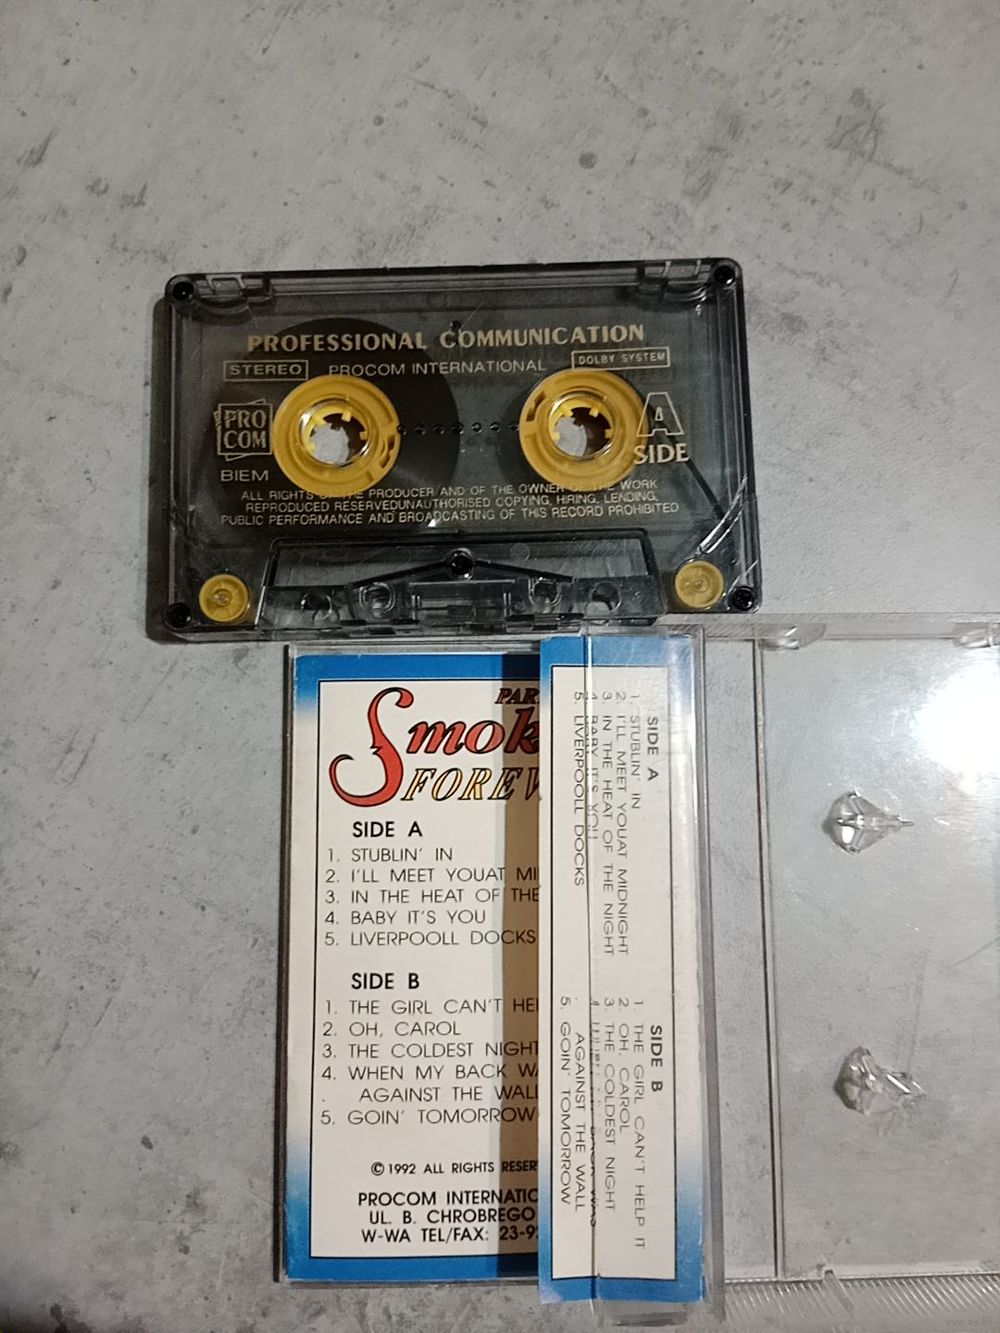 PROFESSIONAL COMMUNICATION
STEREO PROCOM INTERNATIONAL DOLBY SYSTEM
PRO
COM
BIEM
A
SIDE
ALL RIGHTS PRODUCER AND OF THE OWNER OF THE WORK
REPRODUCED RESERVEDUNAUTHORISED COPYING, HIRING, LENDING,
PUBLIC PERFORMANCE AND BROADCASTING OF THIS RECORD PROHIBITED
PAR
Smok
FOREV
SIDE A
1. STUBLIN' IN
2. I'LL MEET YOUAT MI
3. IN THE HEAT OF THE
4. BABY IT'S YOU
5. LIVERPOOLL DOCKS
SIDE B
1. THE GIRL CAN'T HE
2. OH, CAROL
3. THE COLDEST NIGHT
4. WHEN MY BACK WA
. AGAINST THE WALL
5. GOIN' TOMORROW
©1992 ALL RIGHTS RESER
PROCOM INTERNATIO
UL. B. CHROBREGO
W-WA TEL/FAX: 23-9
SIDE A
1. STUBLIN' IN
2. I'LL MEET YOUAT MIDNIGHT
3. IN THE HEAT OF THE NIGHT
4. BABY IT'S YOU
5. LIVERPOOLL DOCKS
SIDE B
1. THE GIRL CAN'T HELP IT
2. OH, CAROL
3. THE COLDEST NIGHT
4. BACK WAS
AGAINST THE WALL
5. GOIN' TOMORROW
www.ay.by